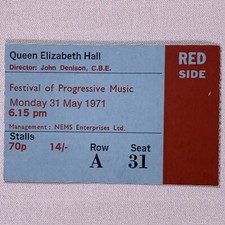 Queen Elizabeth Hall
Director: John Denison, C.B.E.
RED
SIDE
Festival of Progressive Music
Monday 31 May 1971
6.15 pm
Management: NEMS Enterprises Ltd.
Stalls
70p 14/-
Row
A
Seat
31